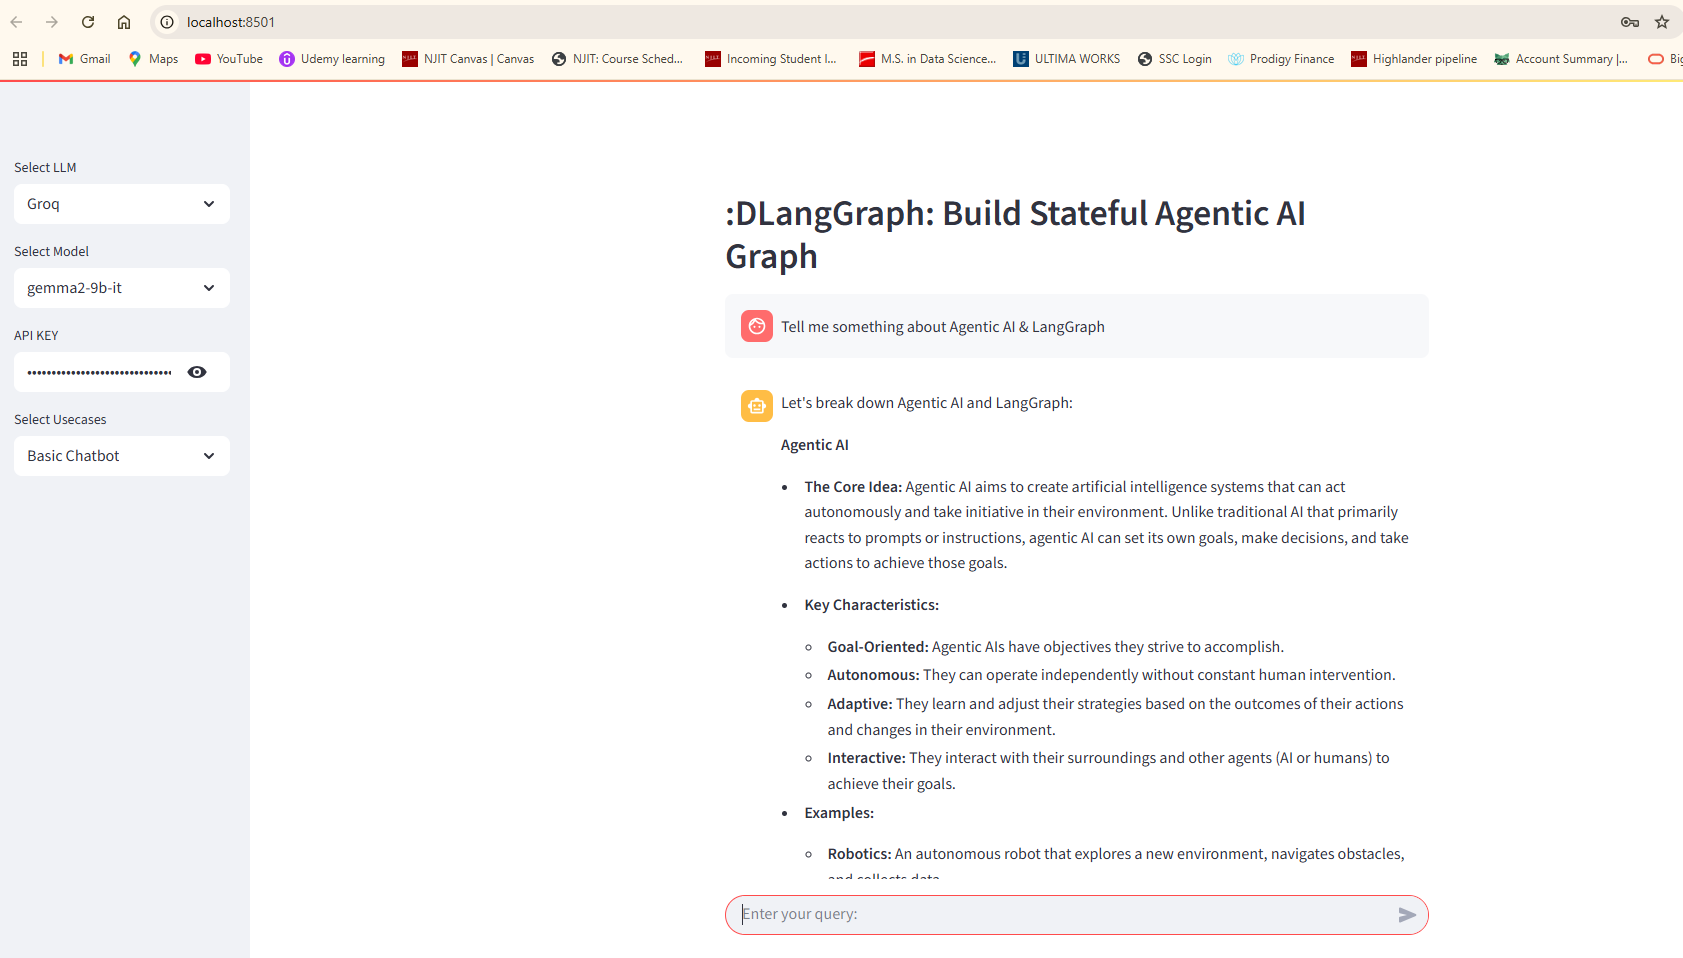 localhost:8501
Gmail
Maps
YouTube
Udemy learning
NJIT Canvas | Canvas
NJIT: Course Sched...
Incoming Student I...
M.S. in Data Science...
ULTIMA WORKS
SSC Login
Prodigy Finance
Highlander pipeline
Account Summary |...
Big
Select LLM
Groq
Select Model
gemma2-9b-it
API KEY
Select Usecases
Basic Chatbot
:DLangGraph: Build Stateful Agentic AI
Graph
Tell me something about Agentic AI & LangGraph
Let's break down Agentic AI and LangGraph:
Agentic AI
The Core Idea: Agentic AI aims to create artificial intelligence systems that can act
autonomously and take initiative in their environment. Unlike traditional AI that primarily
reacts to prompts or instructions, agentic AI can set its own goals, make decisions, and take
actions to achieve those goals.
Key Characteristics:
Goal-Oriented: Agentic AIs have objectives they strive to accomplish.
Autonomous: They can operate independently without constant human intervention.
Adaptive: They learn and adjust their strategies based on the outcomes of their actions
and changes in their environment.
Interactive: They interact with their surroundings and other agents (AI or humans) to
achieve their goals.
Examples:
Robotics: An autonomous robot that explores a new environment, navigates obstacles,
and collects data.
Enter your query: